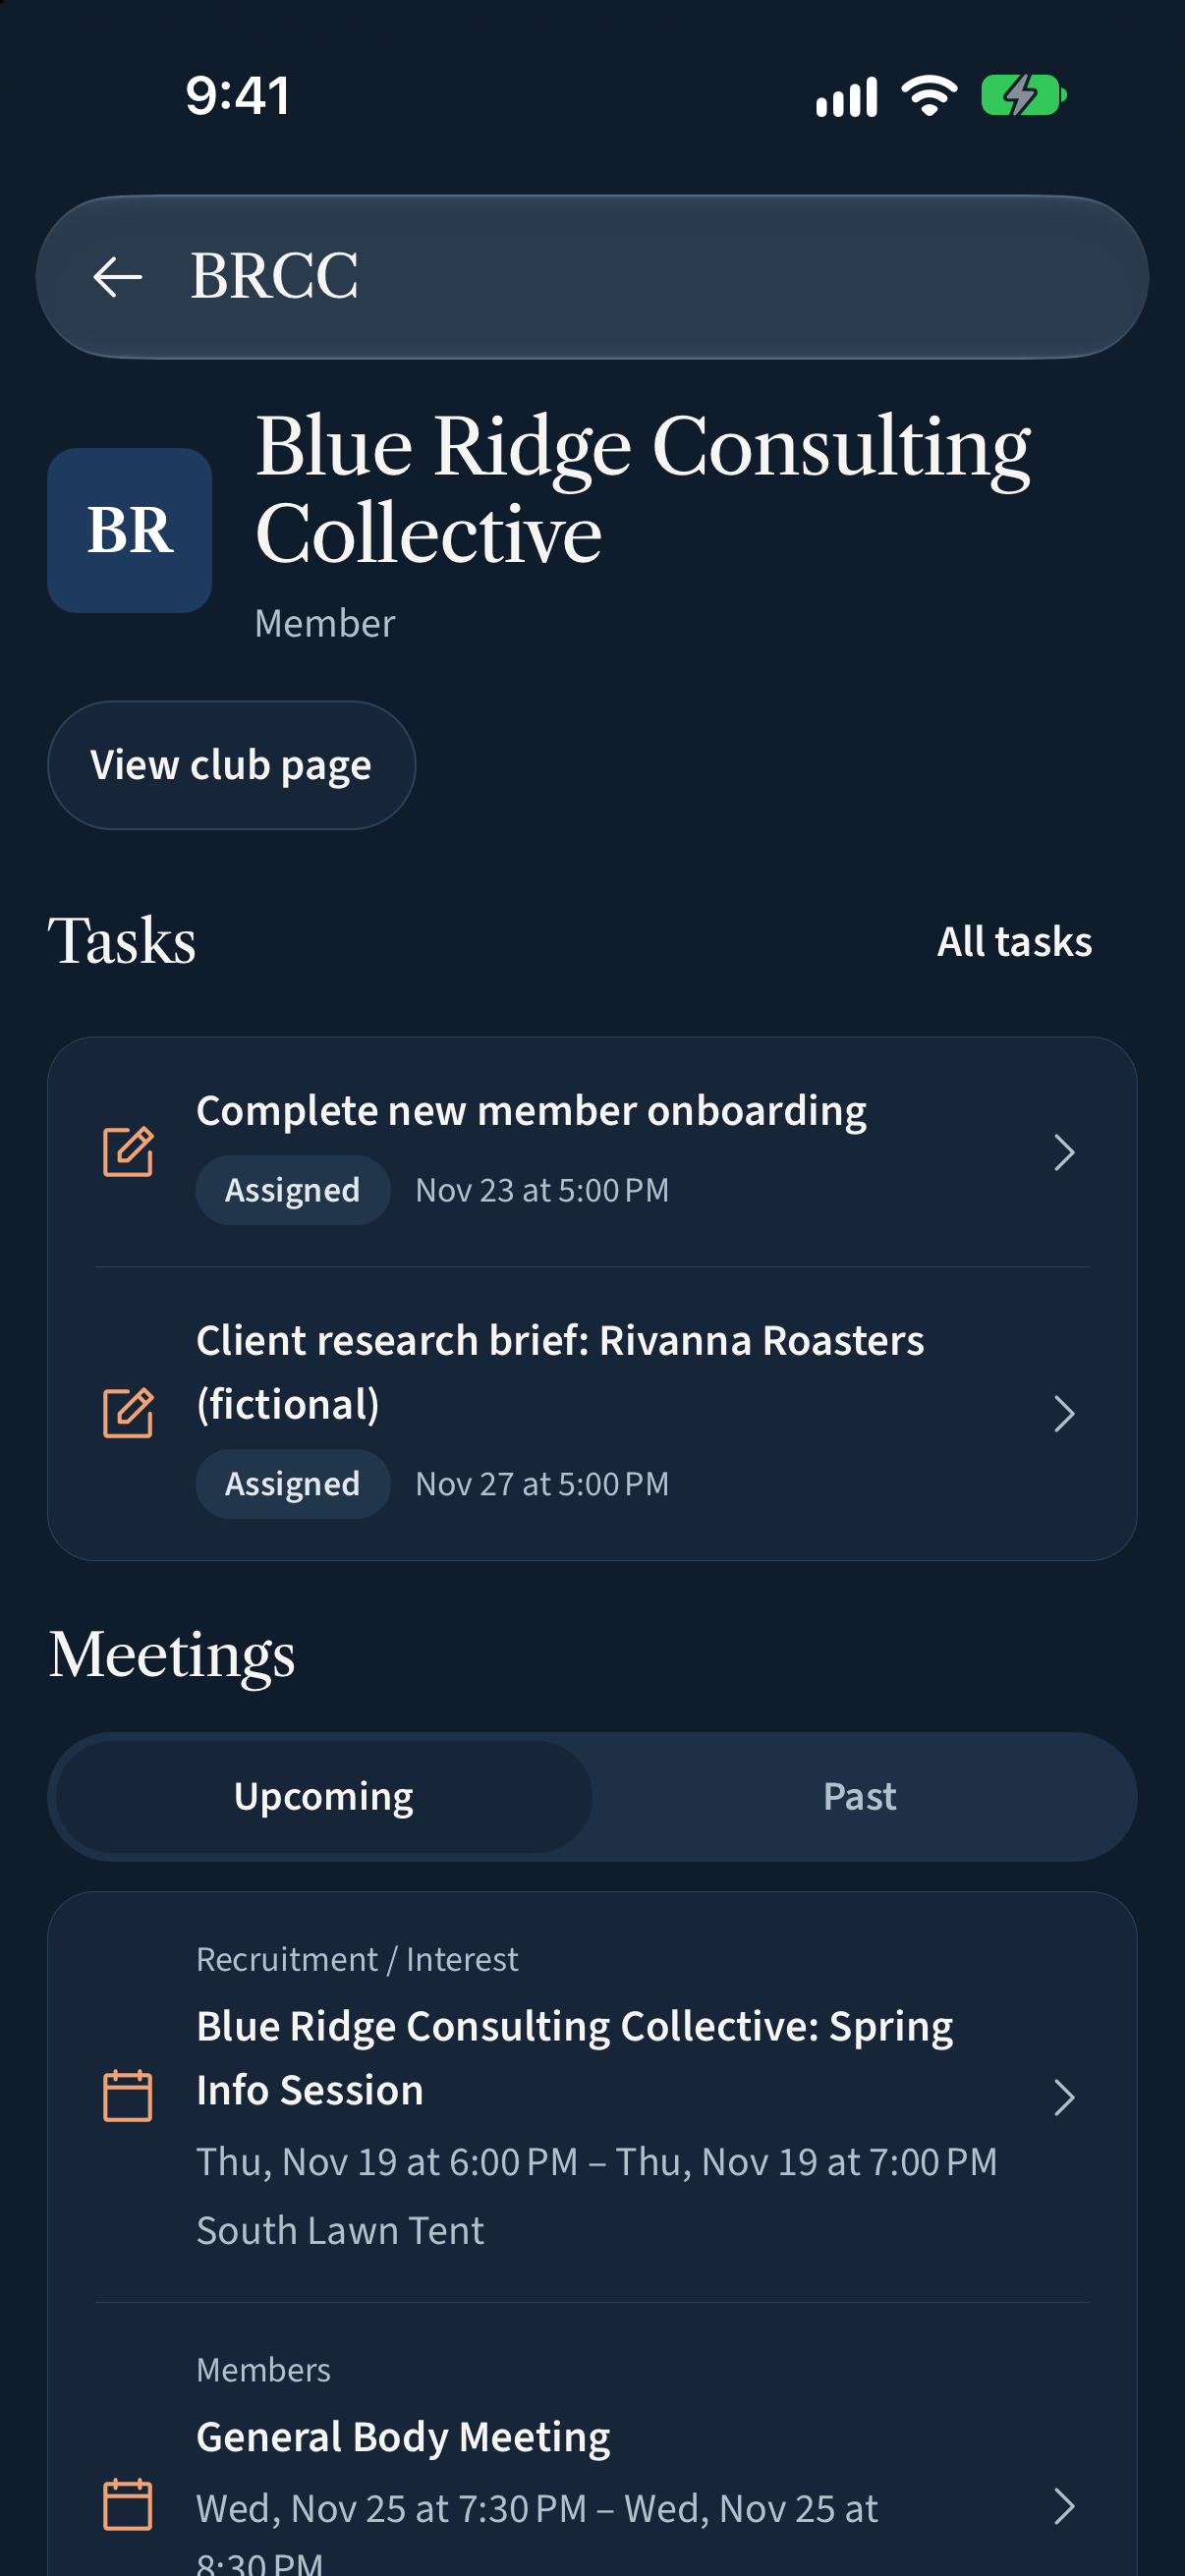 9:41
BRCC
BR
Blue Ridge Consulting
Collective
Member
View club page
Tasks
All tasks
Complete new member onboarding
Assigned
Nov 23 at 5:00 PM
Client research brief: Rivanna Roasters
(fictional)
Assigned
Nov 27 at 5:00 PM
Meetings
Upcoming
Past
Recruitment / Interest
Blue Ridge Consulting Collective: Spring
Info Session
Thu, Nov 19 at 6:00 PM – Thu, Nov 19 at 7:00 PM
South Lawn Tent
Members
General Body Meeting
Wed, Nov 25 at 7:30 PM – Wed, Nov 25 at
8:30 PM